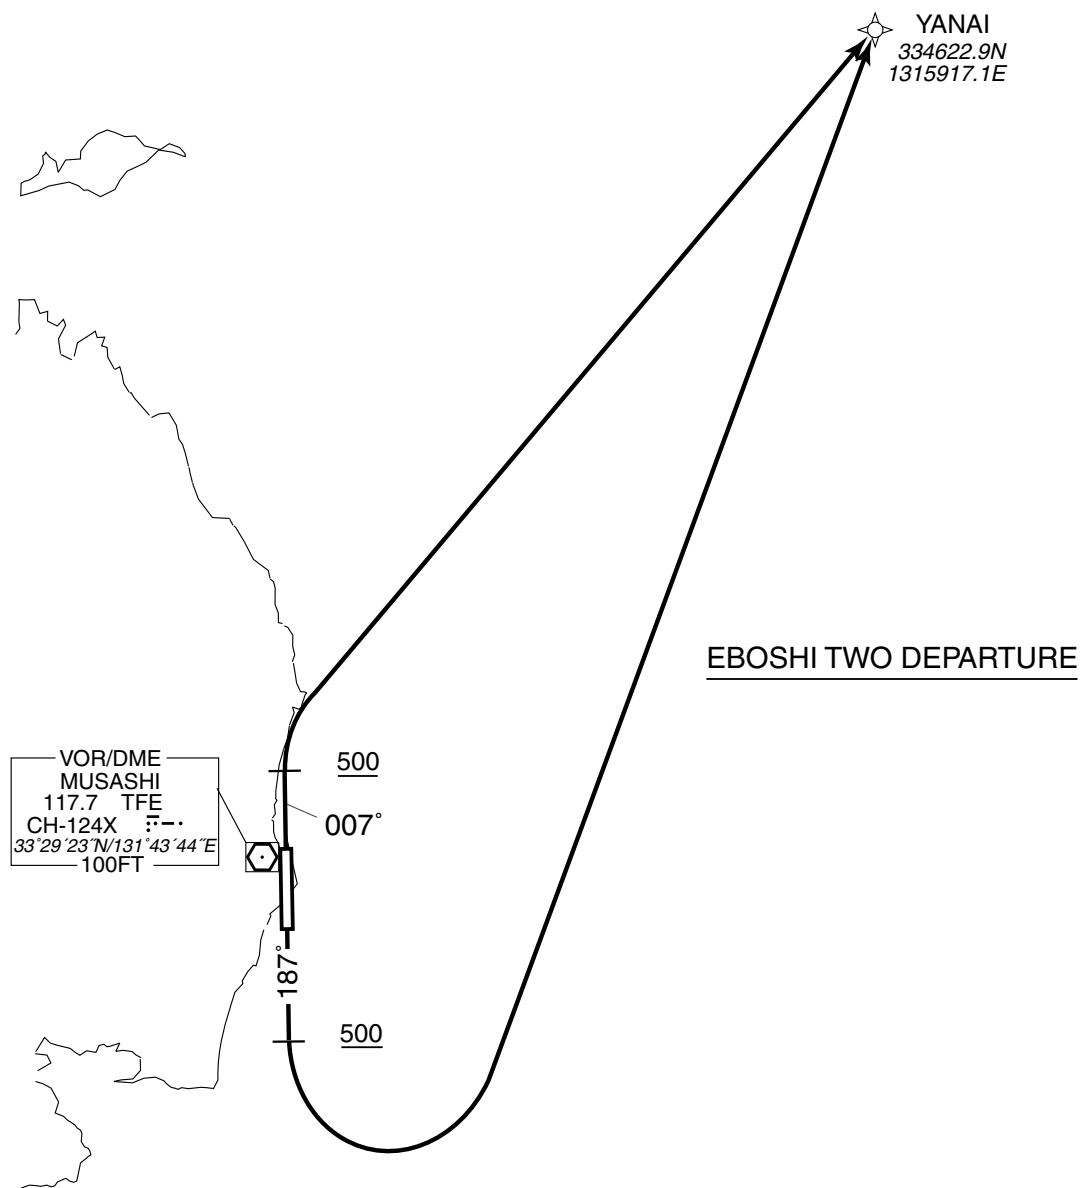 YANAI
334622.9N
1315917.1E
EBOSHI TWO DEPARTURE
500
VOR/DME
MUSASHI
117.7 TFE
CH-124X
33°29´23˝N/131°43´44˝E
100FT
007°
187°
500